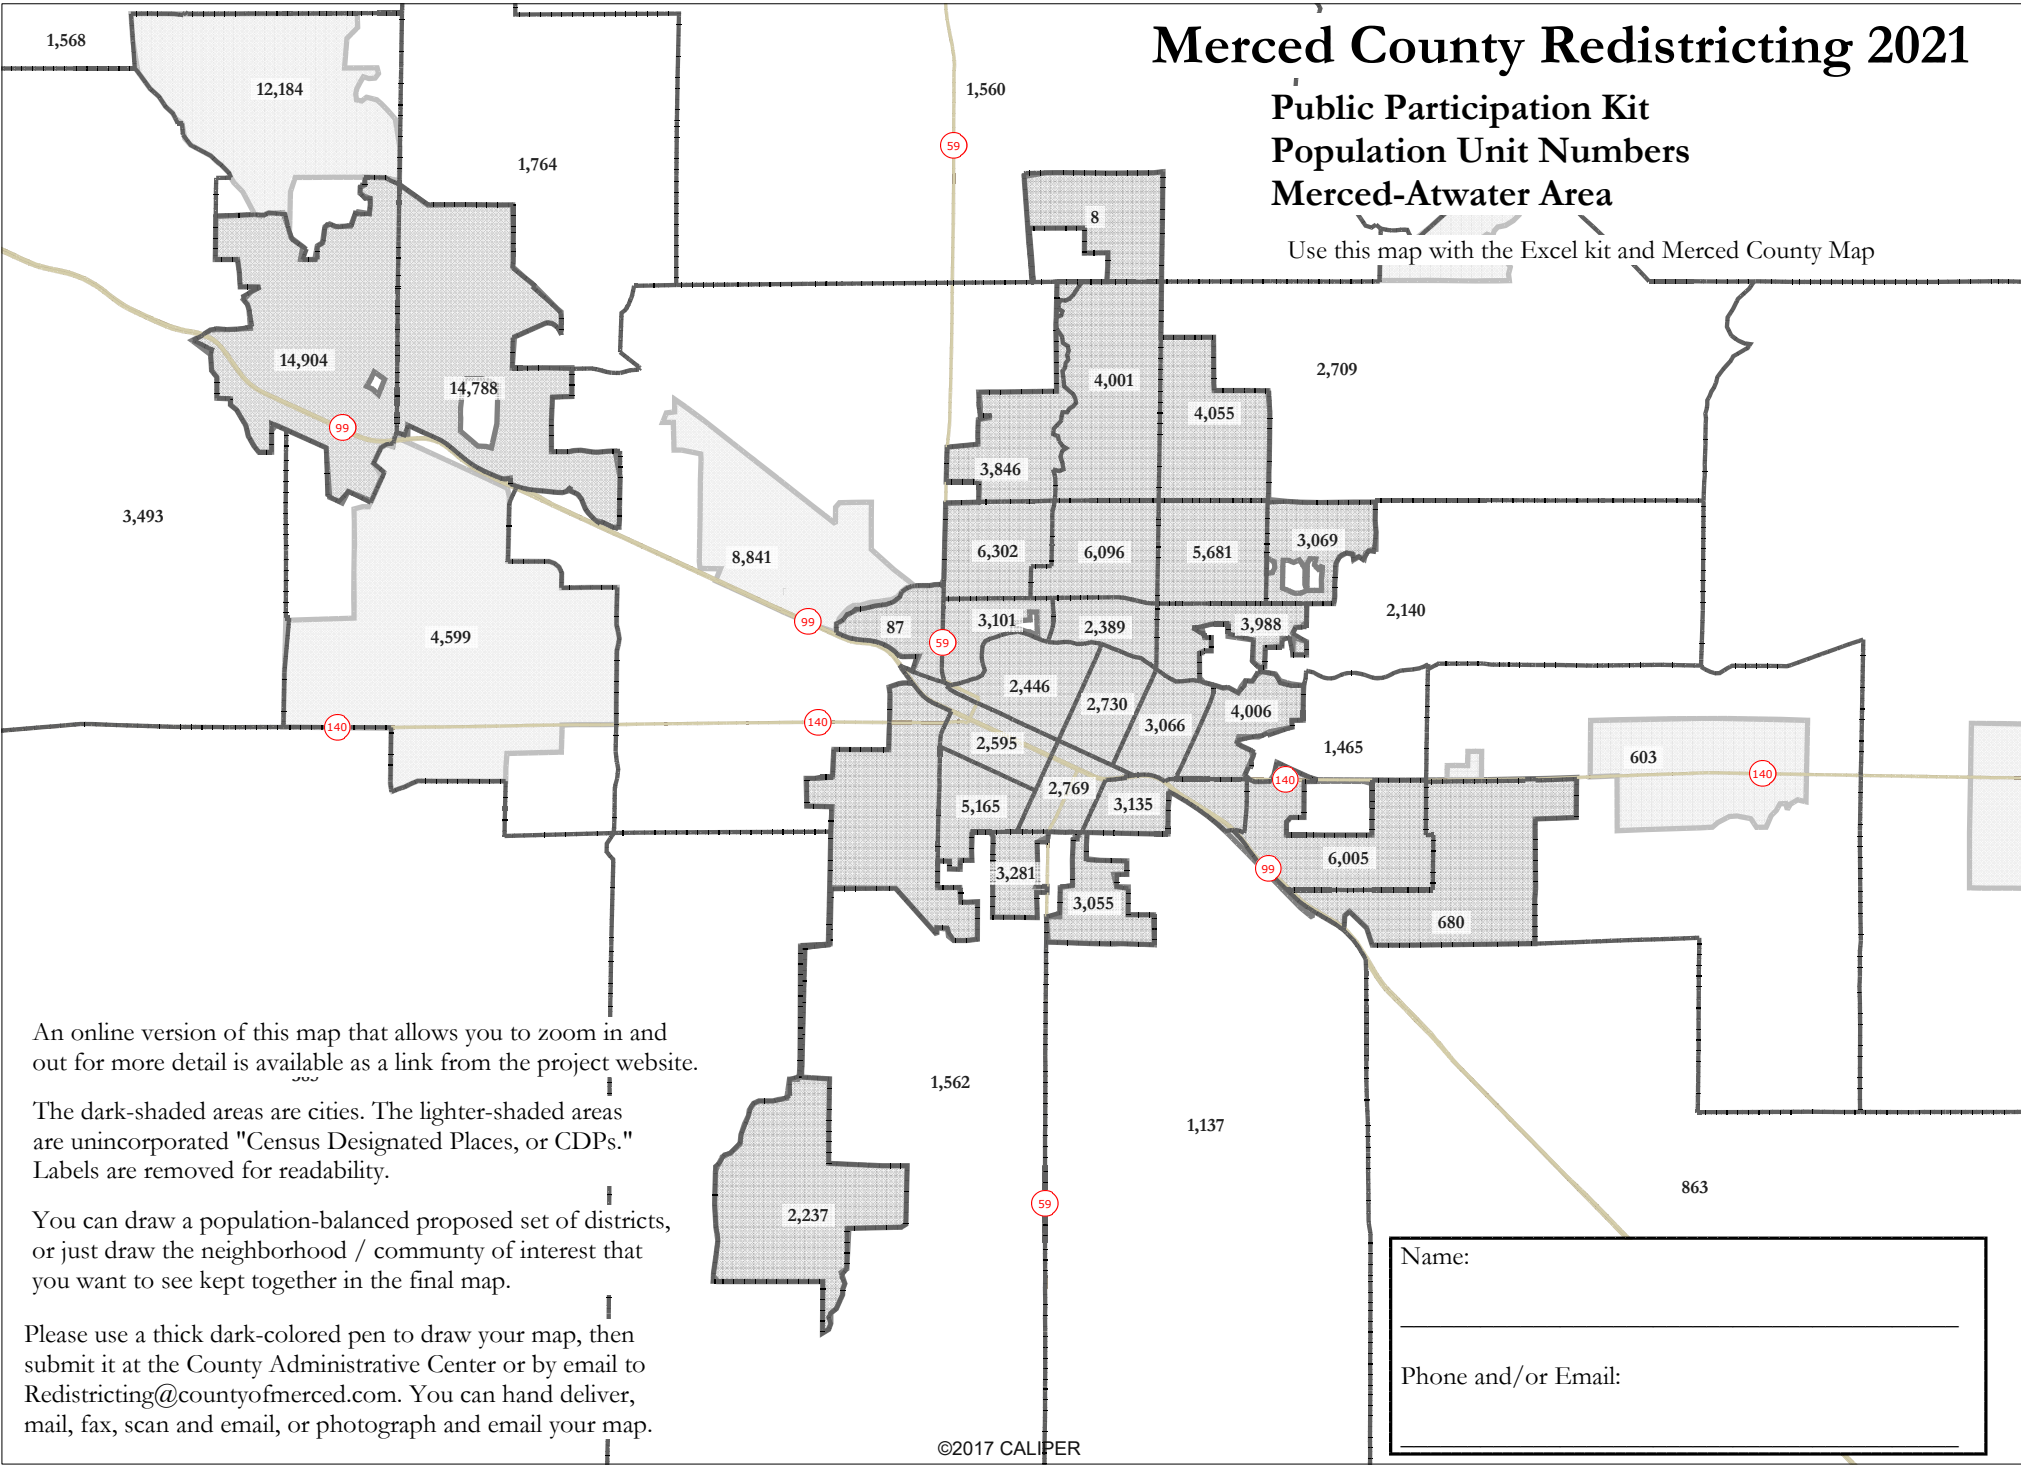 Merced County Redistricting 2021
Public Participation Kit
Population Unit Numbers
Merced-Atwater Area
Use this map with the Excel kit and Merced County Map
1,568
12,184
1,560
59
1,764
8
14,904
14,788
4,001
2,709
4,055
99
3,846
3,493
8,841
6,302
6,096
5,681
3,069
4,599
99
87
59
3,101
2,389
3,988
2,140
2,446
2,730
3,066
4,006
140
140
2,595
1,465
603
140
140
5,165
2,769
3,135
6,005
99
3,281
3,055
680
An online version of this map that allows you to zoom in and
out for more detail is available as a link from the project website.
1,562
1,137
The dark-shaded areas are cities. The lighter-shaded areas
are unincorporated "Census Designated Places, or CDPs."
Labels are removed for readability.
863
59
2,237
You can draw a population-balanced proposed set of districts,
or just draw the neighborhood / communty of interest that
you want to see kept together in the final map.
Please use a thick dark-colored pen to draw your map, then
submit it at the County Administrative Center or by email to
Redistricting@countyofmerced.com. You can hand deliver,
mail, fax, scan and email, or photograph and email your map.
Name:
Phone and/or Email:
©2017 CALIPER